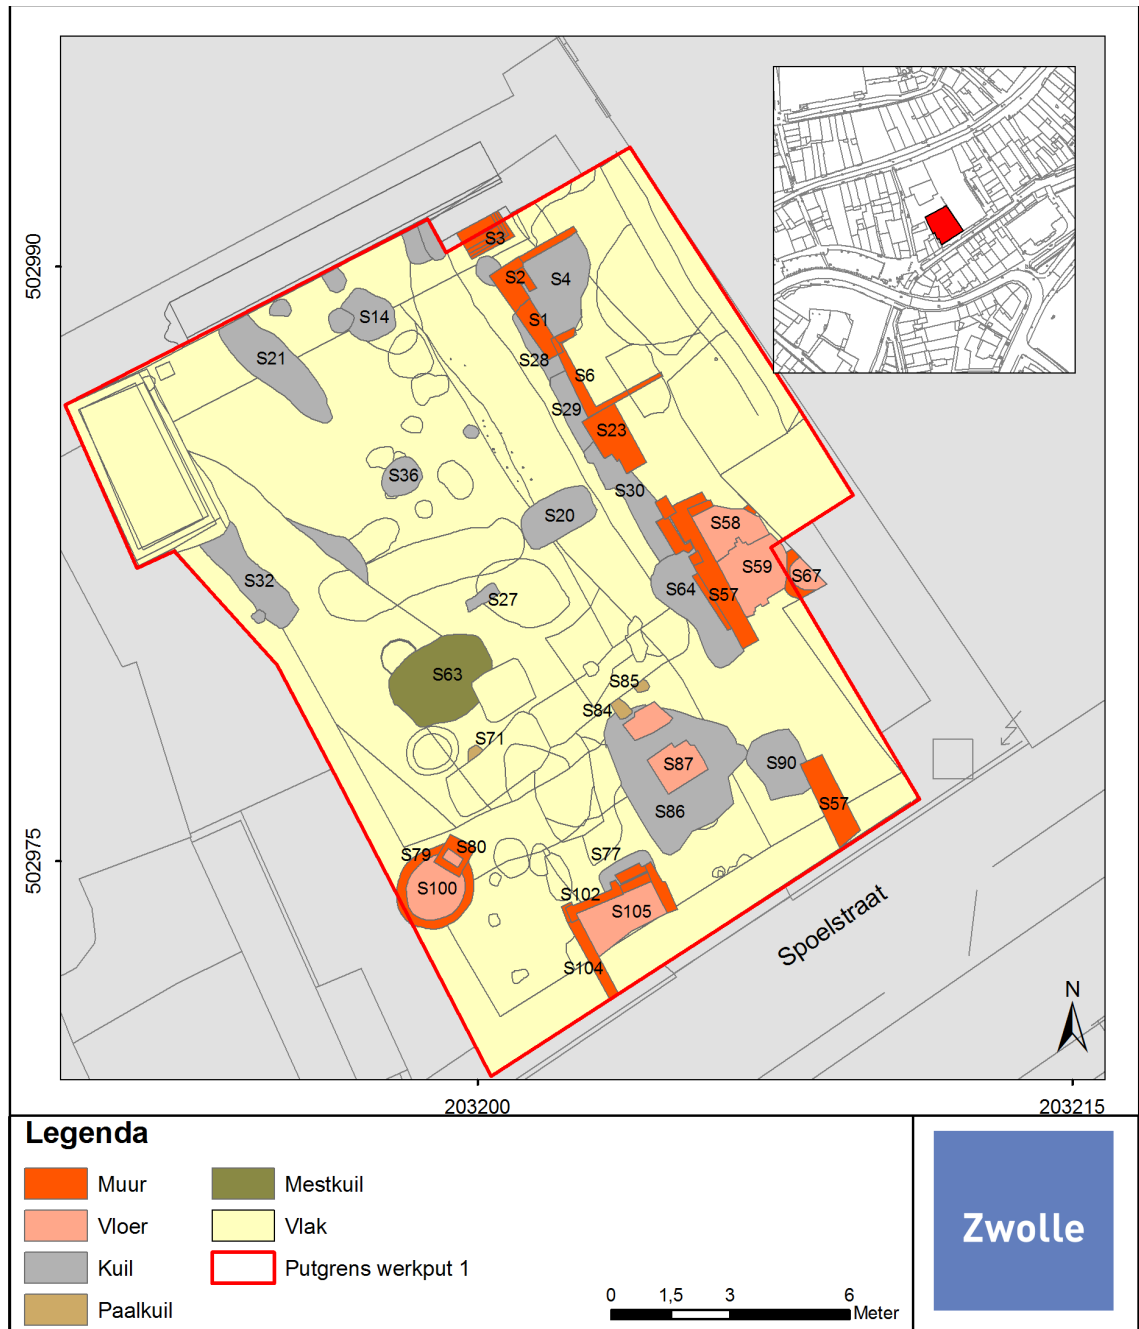 502990
502975
S3
S2
S4
S14
S1
S21
S28
S6
S29
S23
S36
S30
S20
S58
S59
S67
S32
S64
S57
S27
S63
S85
S84
S71
S87
S90
S57
S86
S79
S80
S77
S100
S102
S105
S104
Spoelstraat
N
203200
203215
Legenda
Muur
Mestkuil
Vloer
Vlak
Kuil
Putgrens werkput 1
Paalkuil
0 1,5 3 6
Meter
Zwolle